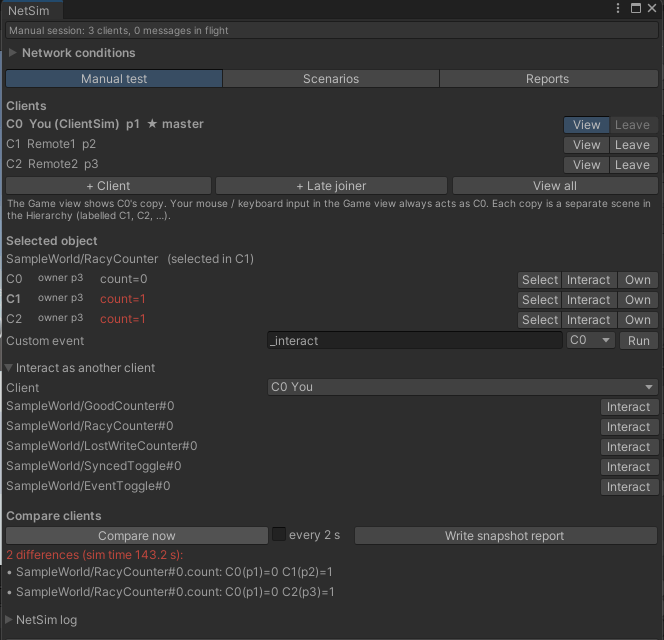 NetSim
Manual session: 3 clients, 0 messages in flight
Network conditions
Manual test Scenarios Reports
Clients
C0 You (ClientSim) p1 ★ master View Leave
C1 Remote1 p2 View Leave
C2 Remote2 p3 View Leave
+ Client + Late joiner View all
The Game view shows C0's copy. Your mouse / keyboard input in the Game view always acts as C0. Each copy is a separate scene in
the Hierarchy (labelled C1, C2, ...).
Selected object
SampleWorld/RacyCounter (selected in C1)
C0 owner p3 count=0 Select Interact Own
C1 owner p3 count=1 Select Interact Own
C2 owner p3 count=1 Select Interact Own
Custom event _interact C0 Run
Interact as another client
Client C0 You
SampleWorld/GoodCounter#0 Interact
SampleWorld/RacyCounter#0 Interact
SampleWorld/LostWriteCounter#0 Interact
SampleWorld/SyncedToggle#0 Interact
SampleWorld/EventToggle#0 Interact
Compare clients
Compare now every 2 s Write snapshot report
2 differences (sim time 143.2 s):
• SampleWorld/RacyCounter#0.count: C0(p1)=0 C1(p2)=1
• SampleWorld/RacyCounter#0.count: C0(p1)=0 C2(p3)=1
NetSim log